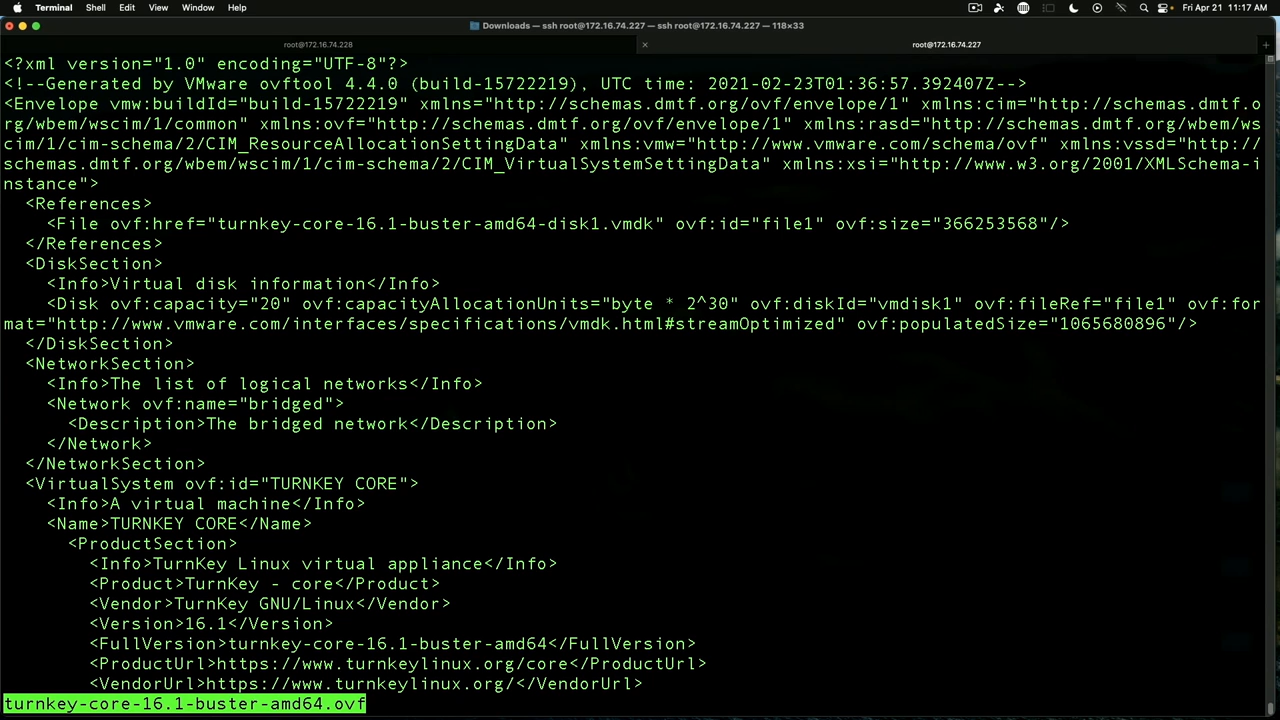 Terminal Shell Edit View Window Help Fri Apr 21 11:17 AM
Downloads — ssh root@172.16.74.227 — ssh root@172.16.74.227 — 118×33
root@172.16.74.228 root@172.16.74.227
<?xml version="1.0" encoding="UTF-8"?>
<!--Generated by VMware ovftool 4.4.0 (build-15722219), UTC time: 2021-02-23T01:36:57.392407Z-->
<Envelope vmw:buildId="build-15722219" xmlns="http://schemas.dmtf.org/ovf/envelope/1" xmlns:cim="http://schemas.dmtf.o
rg/wbem/wscim/1/common" xmlns:ovf="http://schemas.dmtf.org/ovf/envelope/1" xmlns:rasd="http://schemas.dmtf.org/wbem/ws
cim/1/cim-schema/2/CIM_ResourceAllocationSettingData" xmlns:vmw="http://www.vmware.com/schema/ovf" xmlns:vssd="http://
schemas.dmtf.org/wbem/wscim/1/cim-schema/2/CIM_VirtualSystemSettingData" xmlns:xsi="http://www.w3.org/2001/XMLSchema-i
nstance">
<References>
<File ovf:href="turnkey-core-16.1-buster-amd64-disk1.vmdk" ovf:id="file1" ovf:size="366253568"/>
</References>
<DiskSection>
<Info>Virtual disk information</Info>
<Disk ovf:capacity="20" ovf:capacityAllocationUnits="byte * 2^30" ovf:diskId="vmdisk1" ovf:fileRef="file1" ovf:for
mat="http://www.vmware.com/interfaces/specifications/vmdk.html#streamOptimized" ovf:populatedSize="1065680896"/>
</DiskSection>
<NetworkSection>
<Info>The list of logical networks</Info>
<Network ovf:name="bridged">
<Description>The bridged network</Description>
</Network>
</NetworkSection>
<VirtualSystem ovf:id="TURNKEY CORE">
<Info>A virtual machine</Info>
<Name>TURNKEY CORE</Name>
<ProductSection>
<Info>TurnKey Linux virtual appliance</Info>
<Product>TurnKey - core</Product>
<Vendor>TurnKey GNU/Linux</Vendor>
<Version>16.1</Version>
<FullVersion>turnkey-core-16.1-buster-amd64</FullVersion>
<ProductUrl>https://www.turnkeylinux.org/core</ProductUrl>
<VendorUrl>https://www.turnkeylinux.org/</VendorUrl>
turnkey-core-16.1-buster-amd64.ovf